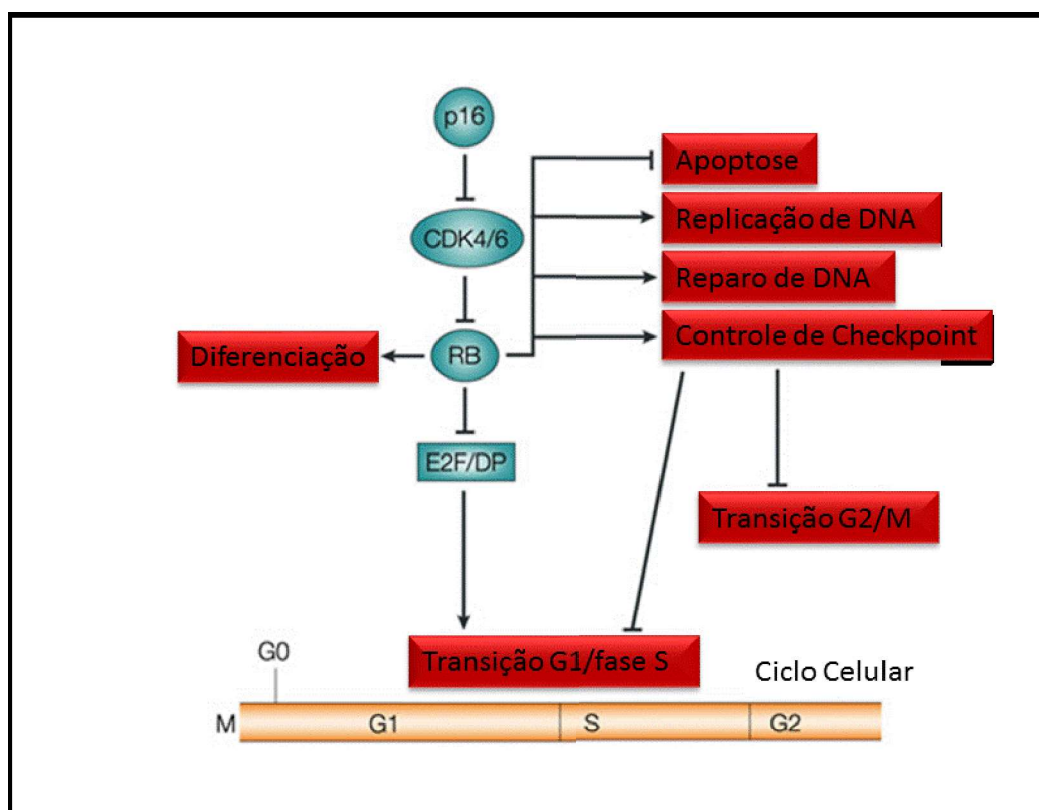 p16
Apoptose
Replicação de DNA
CDK4/6
Reparo de DNA
Controle de Checkpoint
Diferenciação
RB
E2F/DP
Transição G2/M
Transição G1/fase S
G0
Ciclo Celular
M
G1
S
G2